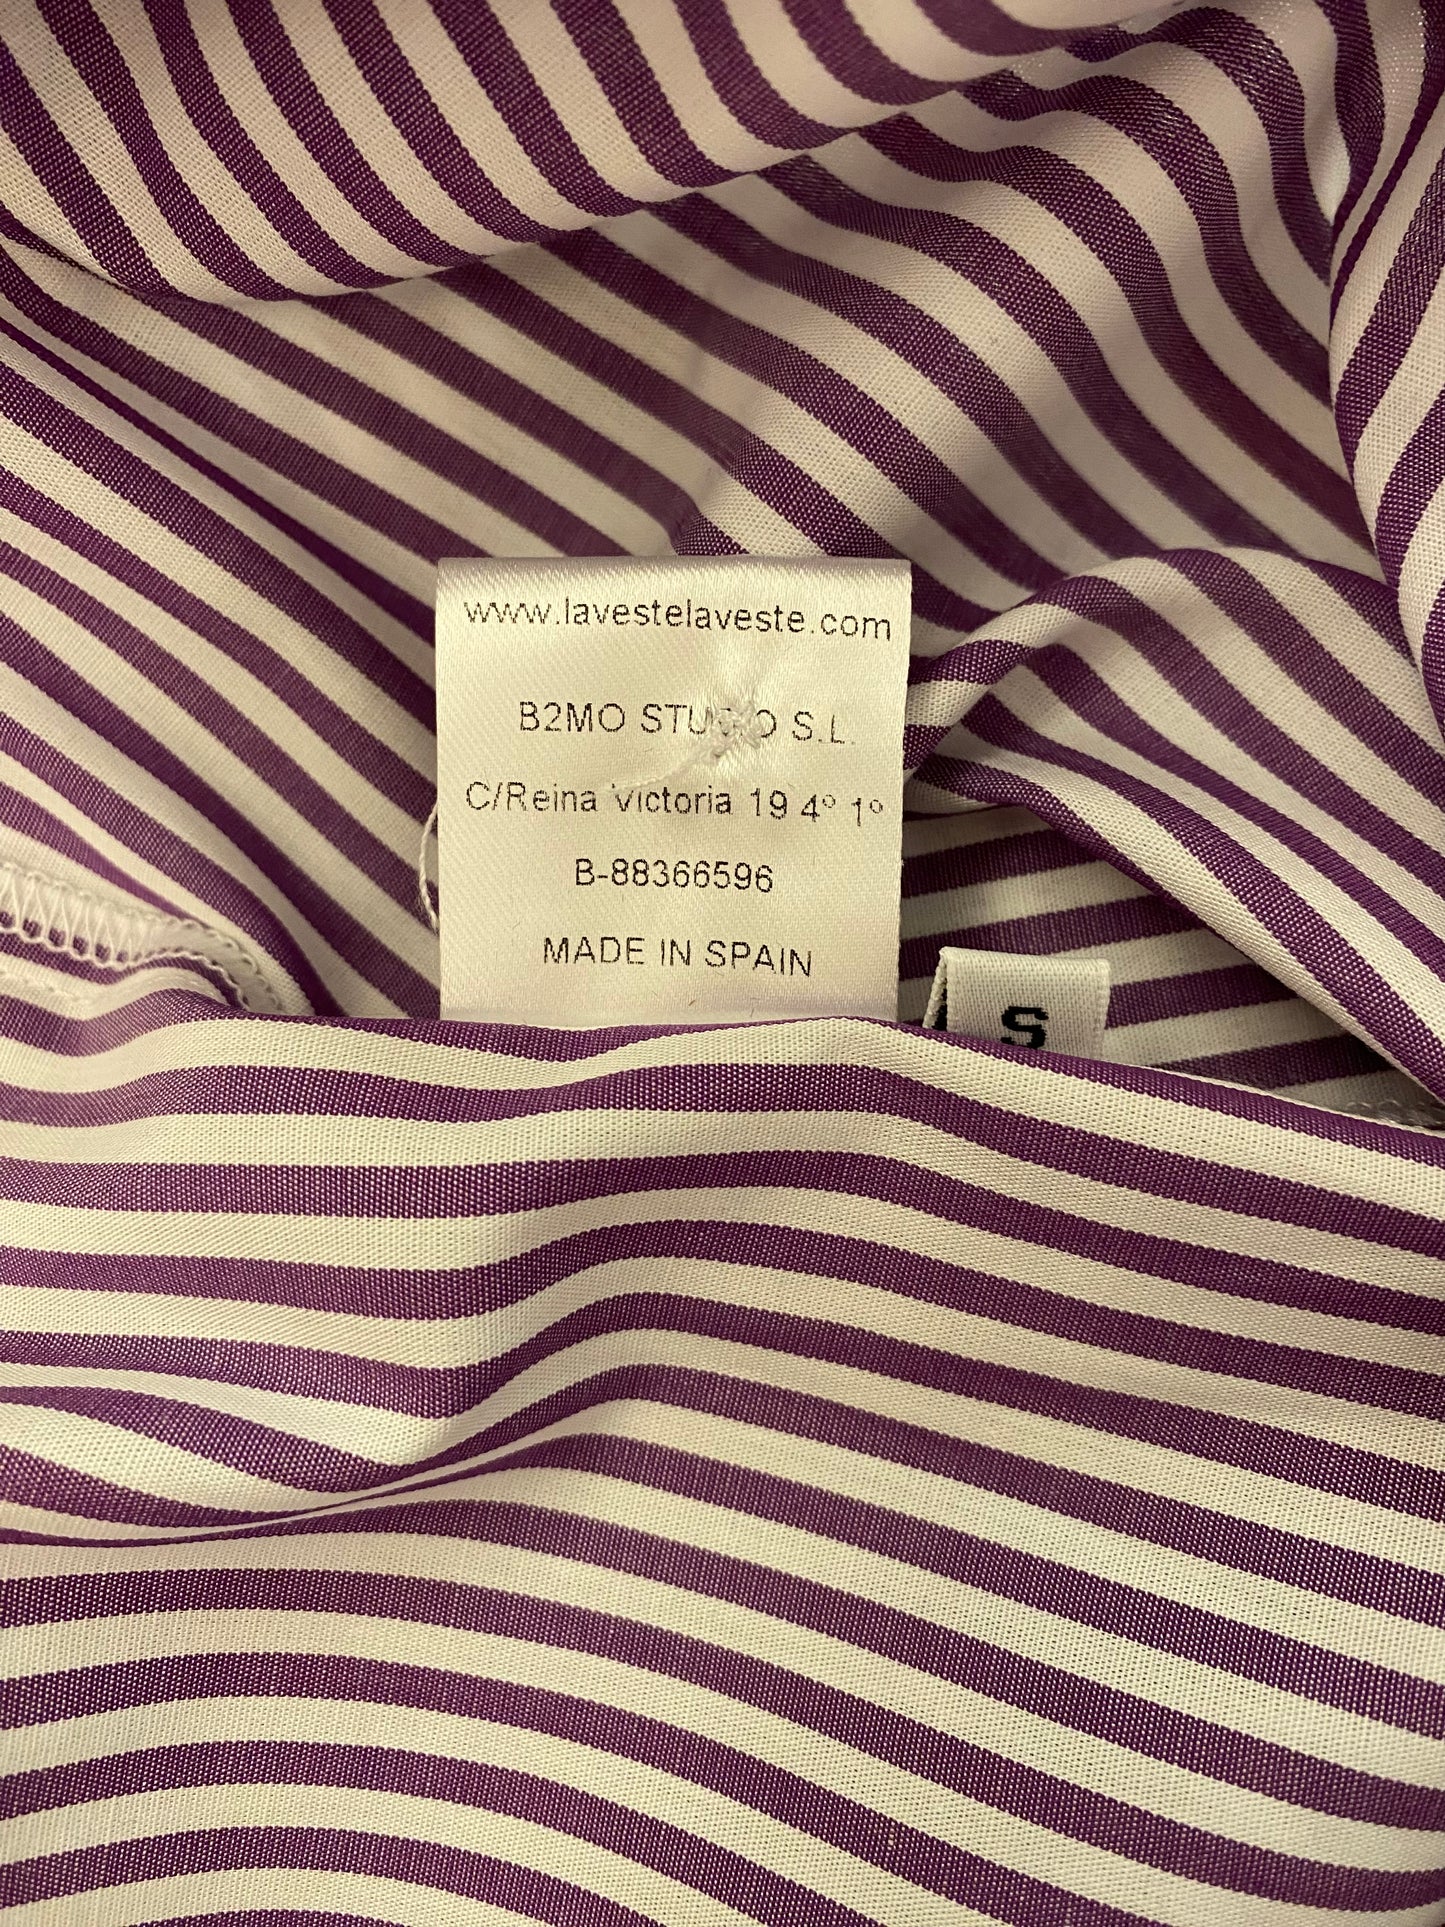 www.lavestelaveste.com
B2MO STUDIO S.L.
C/Reina Victoria 19 4º 1º
B-88366596
MADE IN SPAIN
S